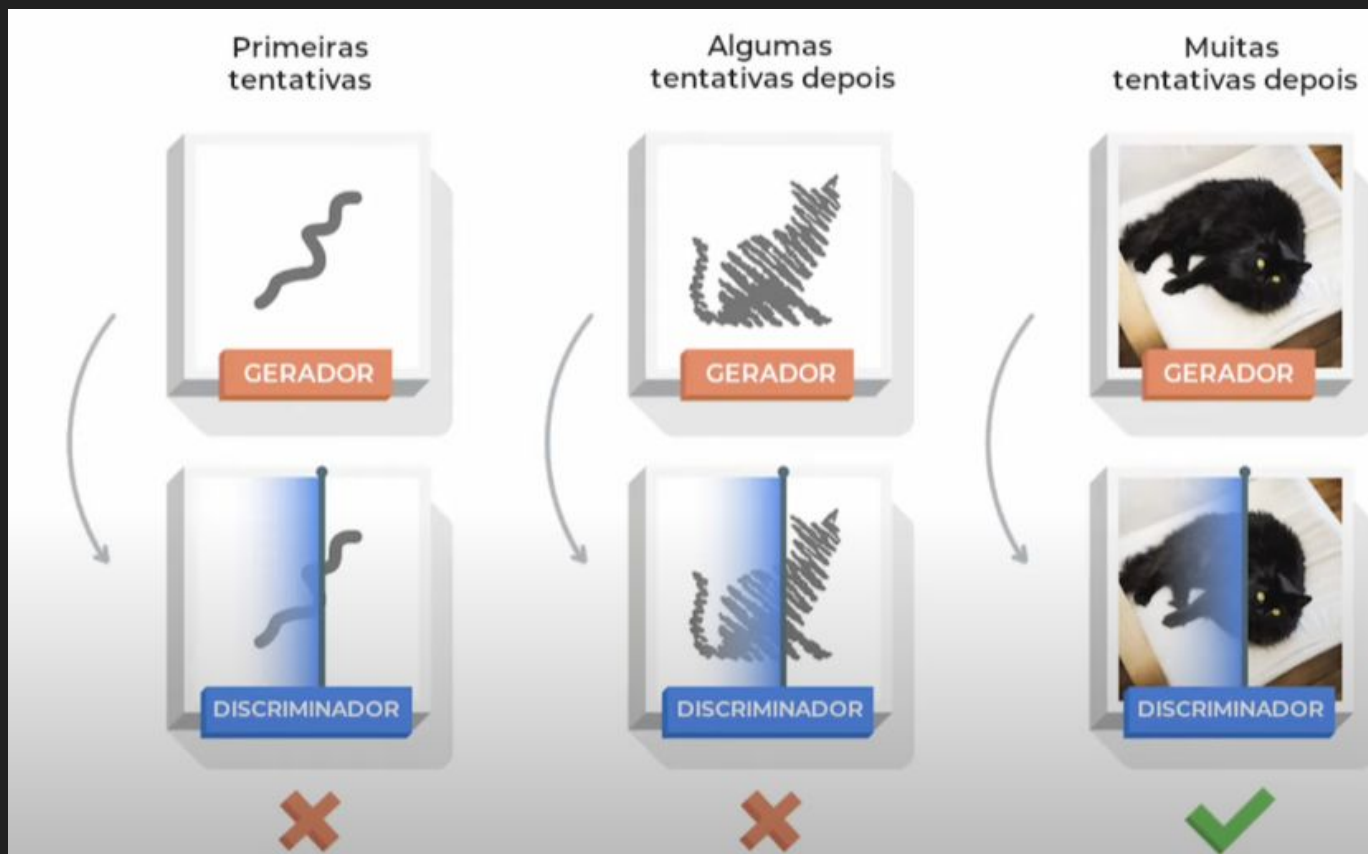 Primeiras
tentativas
Algumas
tentativas depois
Muitas
tentativas depois
GERADOR
GERADOR
GERADOR
DISCRIMINADOR
DISCRIMINADOR
DISCRIMINADOR